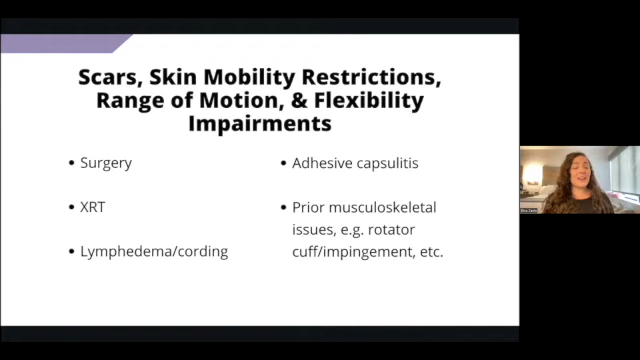 Scars, Skin Mobility Restrictions,
Range of Motion, & Flexibility
Impairments
• Surgery
• XRT
• Lymphedema/cording
• Adhesive capsulitis
• Prior musculoskeletal
issues, e.g. rotator
cuff/impingement, etc.